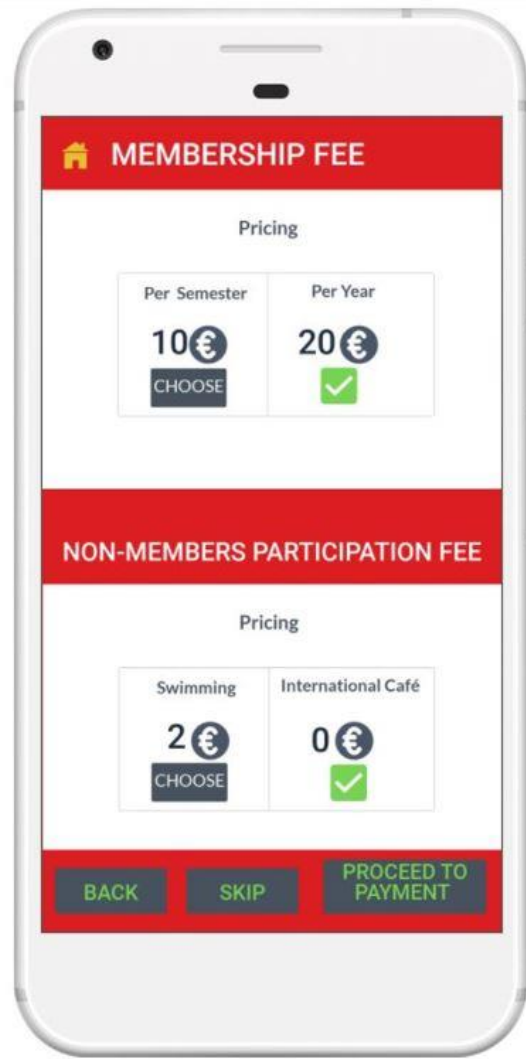 MEMBERSHIP FEE
Pricing
Per Semester
Per Year
10€
20€
CHOOSE
NON-MEMBERS PARTICIPATION FEE
Pricing
Swimming
International Café
2€
0€
CHOOSE
BACK
SKIP
PROCEED TO
PAYMENT